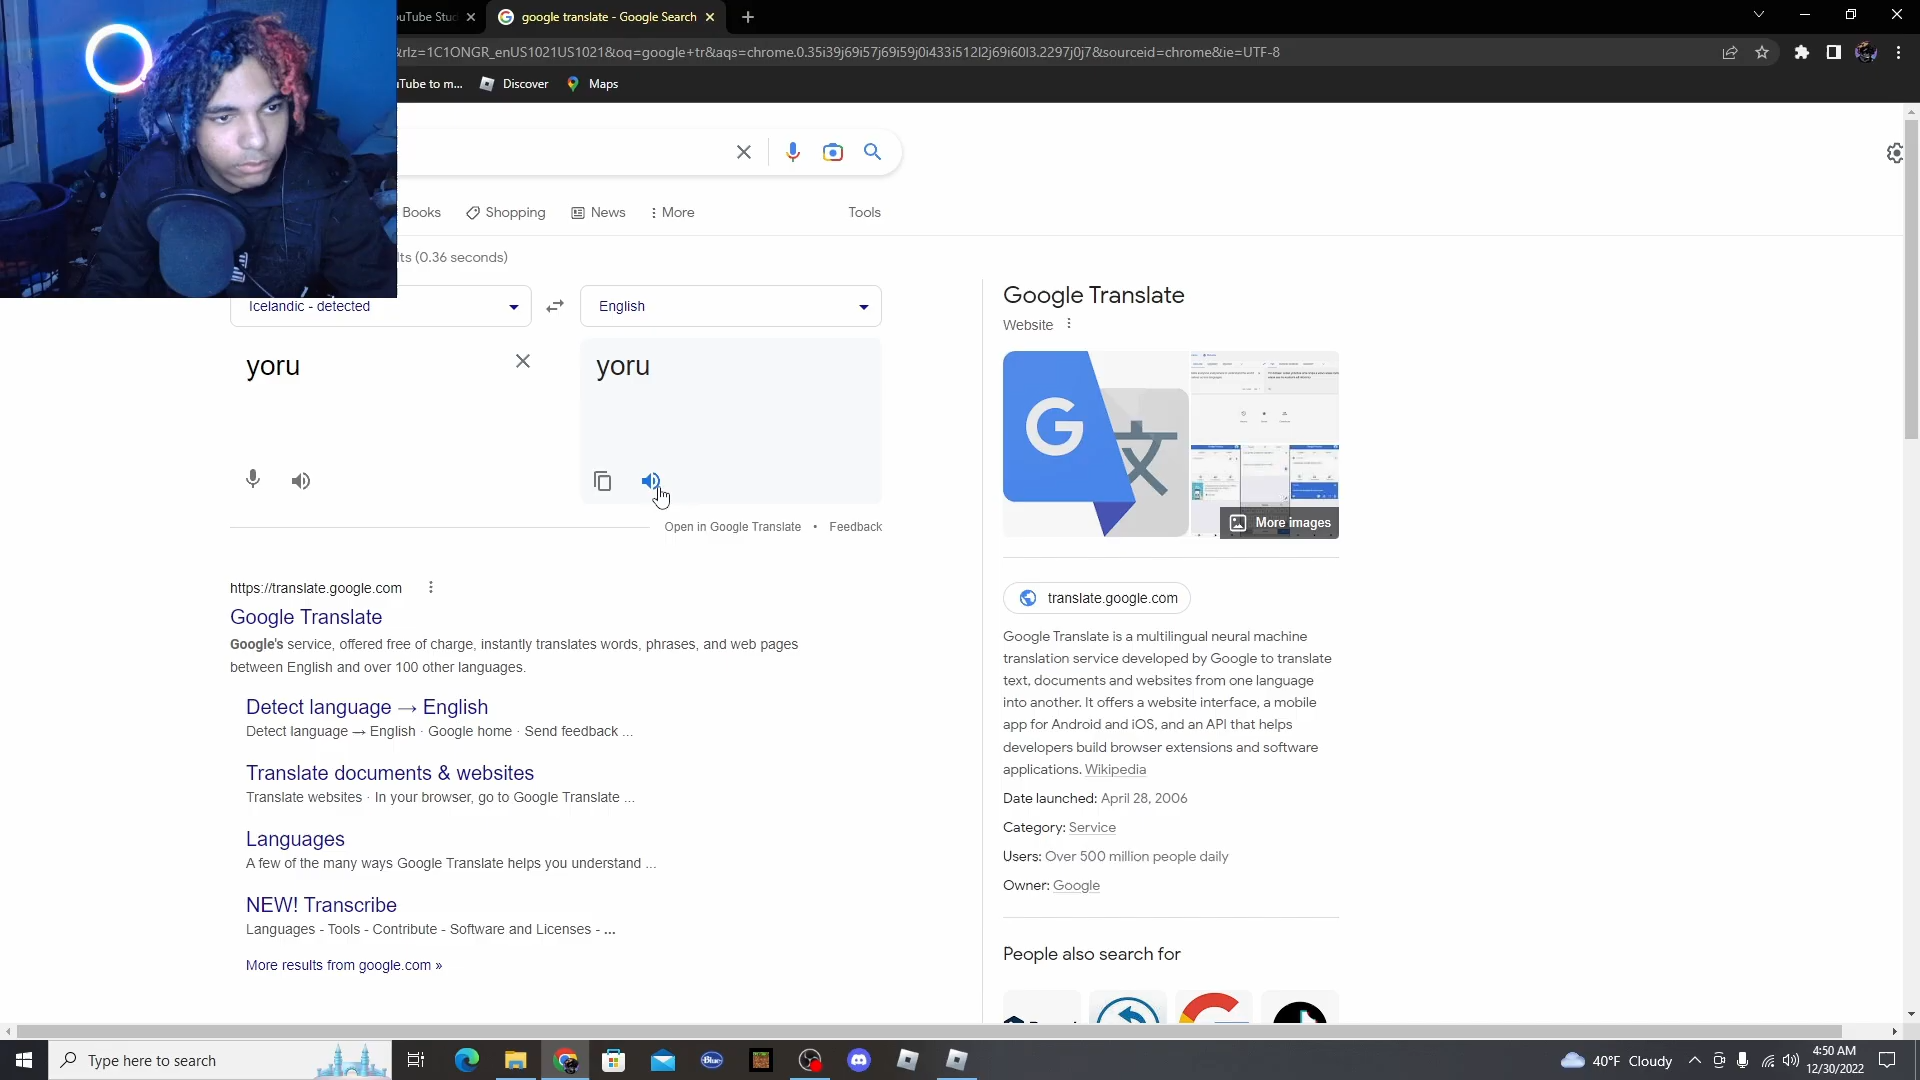 google translate - Google Search
&rlz=1C1ONGR_enUS1021US1021&oq=google+tr&aqs=chrome.0.35i39j69i57j69i59j0i433i512l2j69i60l3.2297j0j7&sourceid=chrome&ie=UTF-8
uTube to m...
Discover
Maps
Books
Shopping
News
More
Tools
lts (0.36 seconds)
Icelandic - detected
English
yoru
yoru
Open in Google Translate • Feedback
https://translate.google.com
Google Translate
Google's service, offered free of charge, instantly translates words, phrases, and web pages
between English and over 100 other languages.
Detect language → English
Detect language → English · Google home · Send feedback ...
Translate documents & websites
Translate websites · In your browser, go to Google Translate ...
Languages
A few of the many ways Google Translate helps you understand ...
NEW! Transcribe
Languages - Tools - Contribute - Software and Licenses - ...
More results from google.com »
Google Translate
Website
More images
translate.google.com
Google Translate is a multilingual neural machine
translation service developed by Google to translate
text, documents and websites from one language
into another. It offers a website interface, a mobile
app for Android and iOS, and an API that helps
developers build browser extensions and software
applications. Wikipedia
Date launched: April 28, 2006
Category: Service
Users: Over 500 million people daily
Owner: Google
People also search for
Type here to search
Blue
40°F Cloudy
4:50 AM
12/30/2022